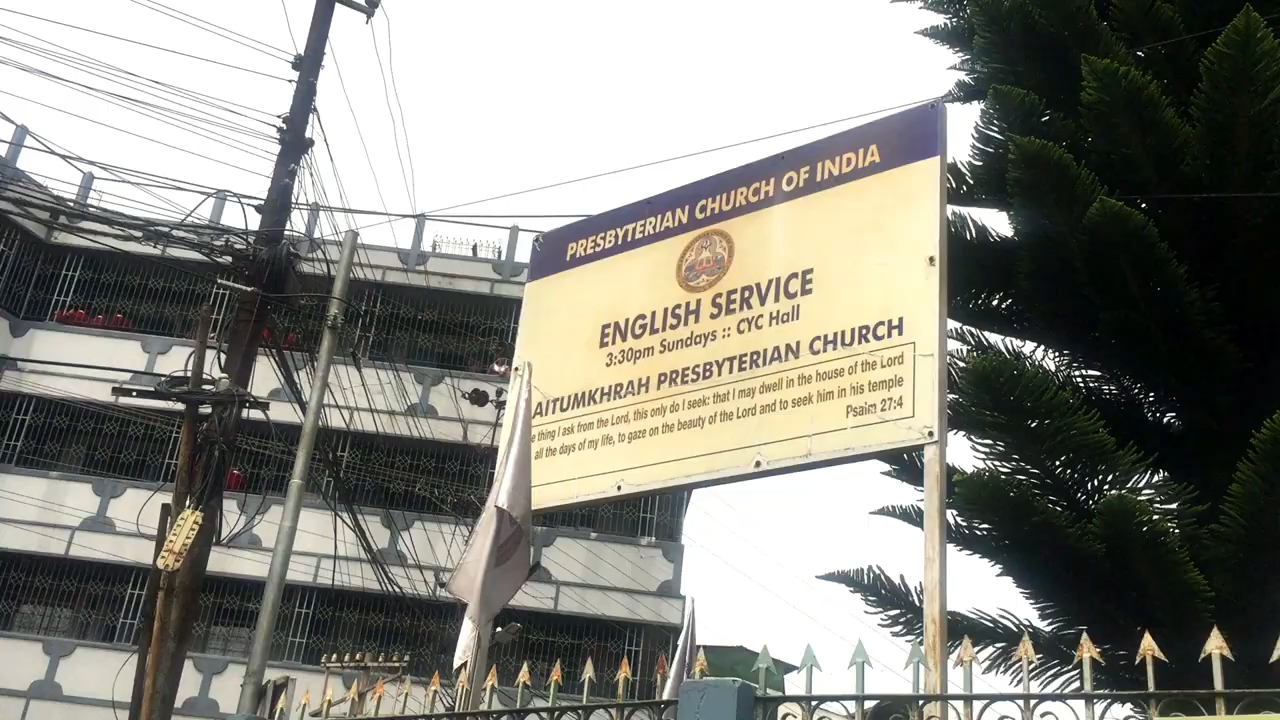 PRESBYTERIAN CHURCH OF INDIA
ENGLISH SERVICE
3:30pm Sundays :: CYC Hall
AITUMKHRAH PRESBYTERIAN CHURCH
e thing I ask from the Lord, this only do I seek: that I may dwell in the house of the Lord
all the days of my life, to gaze on the beauty of the Lord and to seek him in his temple
Psalm 27:4